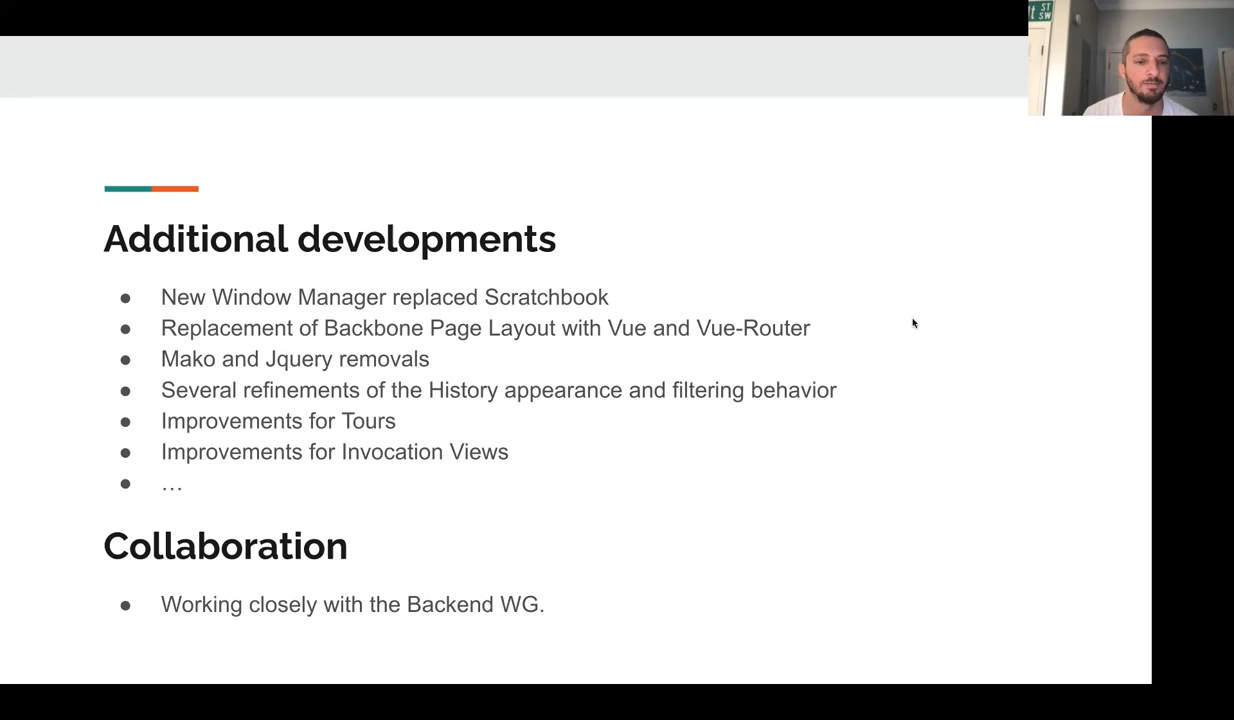 ST
SW
Additional developments
● New Window Manager replaced Scratchbook
● Replacement of Backbone Page Layout with Vue and Vue-Router
● Mako and Jquery removals
● Several refinements of the History appearance and filtering behavior
● Improvements for Tours
● Improvements for Invocation Views
● …
Collaboration
● Working closely with the Backend WG.